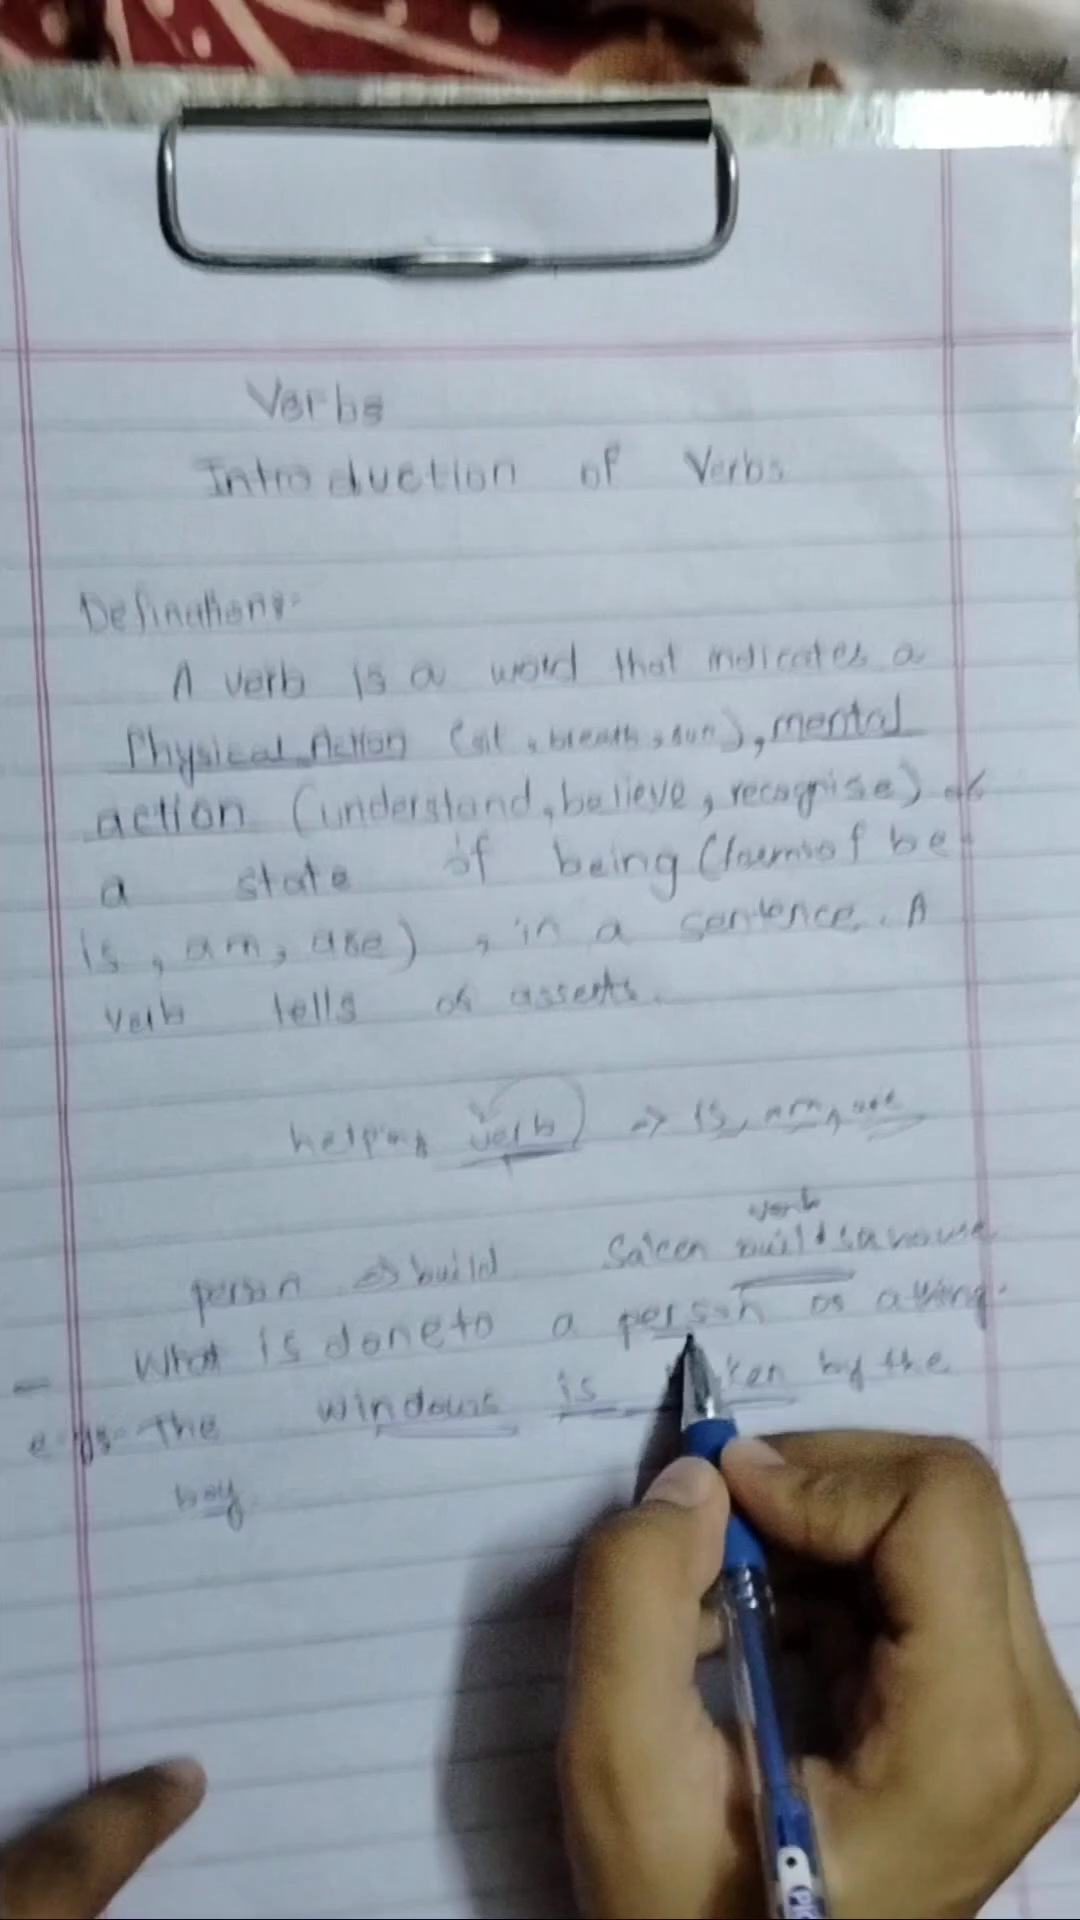 Verbs
Introduction of Verbs
Defination:-
A verb is a word that indicates a
Physical Action (sit, breath, run), mental
action (understand, believe, recognise) or
a state of being (forms of be
is, am, are), in a sentence. A
verb tells or asserts.
helping verb => is, am, are
verb
person => build builds a house
What is done to a person or a thing.
The windows is by the
boy